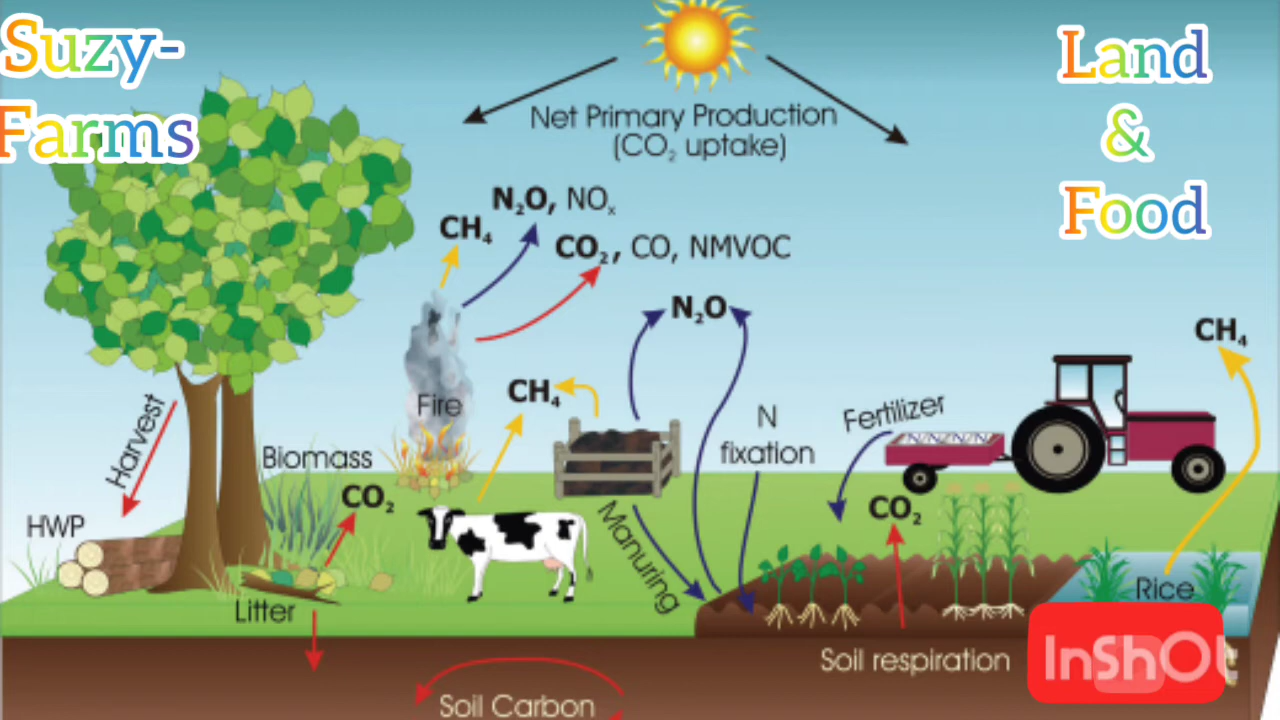 Suzy-
Farms
Land
&
Food
Net Primary Production
(CO₂ uptake)
N₂O, NOₓ
CH₄
CO₂, CO, NMVOC
N₂O
CH₄
CH₄
Fire
N
fixation
Fertilizer
Harvest
Biomass
CO₂
CO₂
HWP
Manuring
Litter
Rice
Soil respiration
InShOt
Soil Carbon